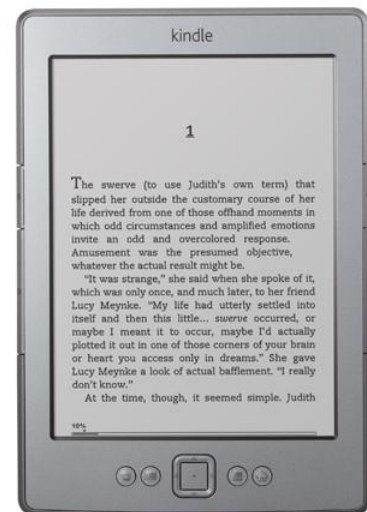 kindle
1
The swerve (to use Judith's own term) that
slipped her outside the customary course of her
life derived from one of those offhand moments in
which odd circumstances and amplified emotions
invite an odd and overcolored response.
Amusement was the presumed objective,
whatever the actual result might be.
"It was strange," she said when she spoke of it,
which was only once, and much later, to her friend
Lucy Meynke. "My life had utterly settled into
itself and then this little... swerve occurred, or
maybe I meant it to occur, maybe I'd actually
plotted it out in one of those corners of your brain
or heart you access only in dreams." She gave
Lucy Meynke a look of actual bafflement. "I really
don't know."
At the time, though, it seemed simple. Judith
10%